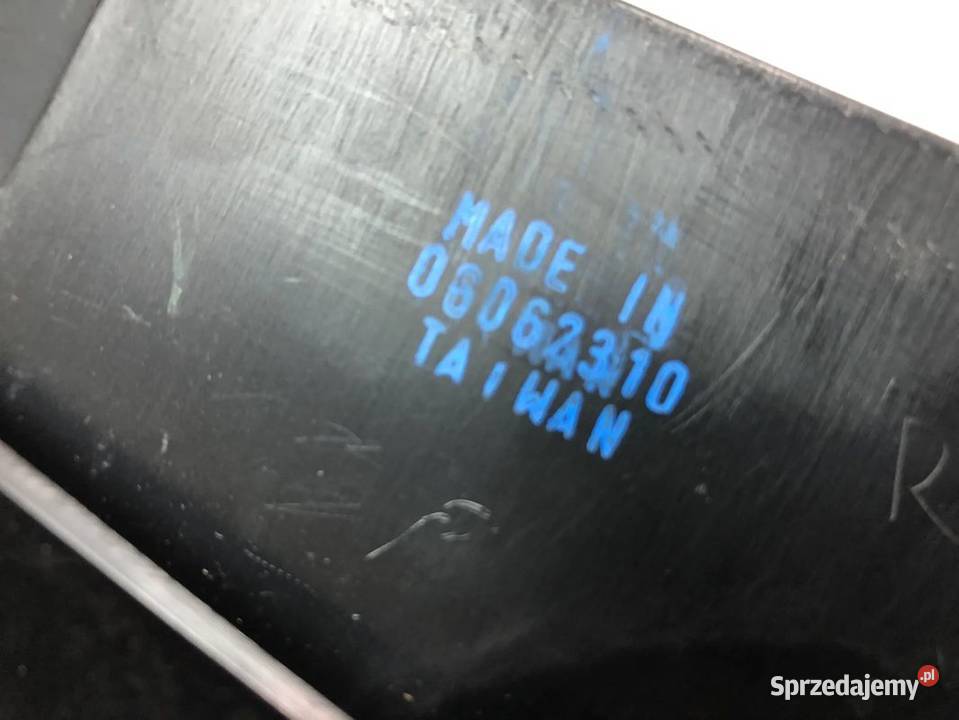 MADE IN
06062310
TAIWAN
R
Sprzedajemy.pl